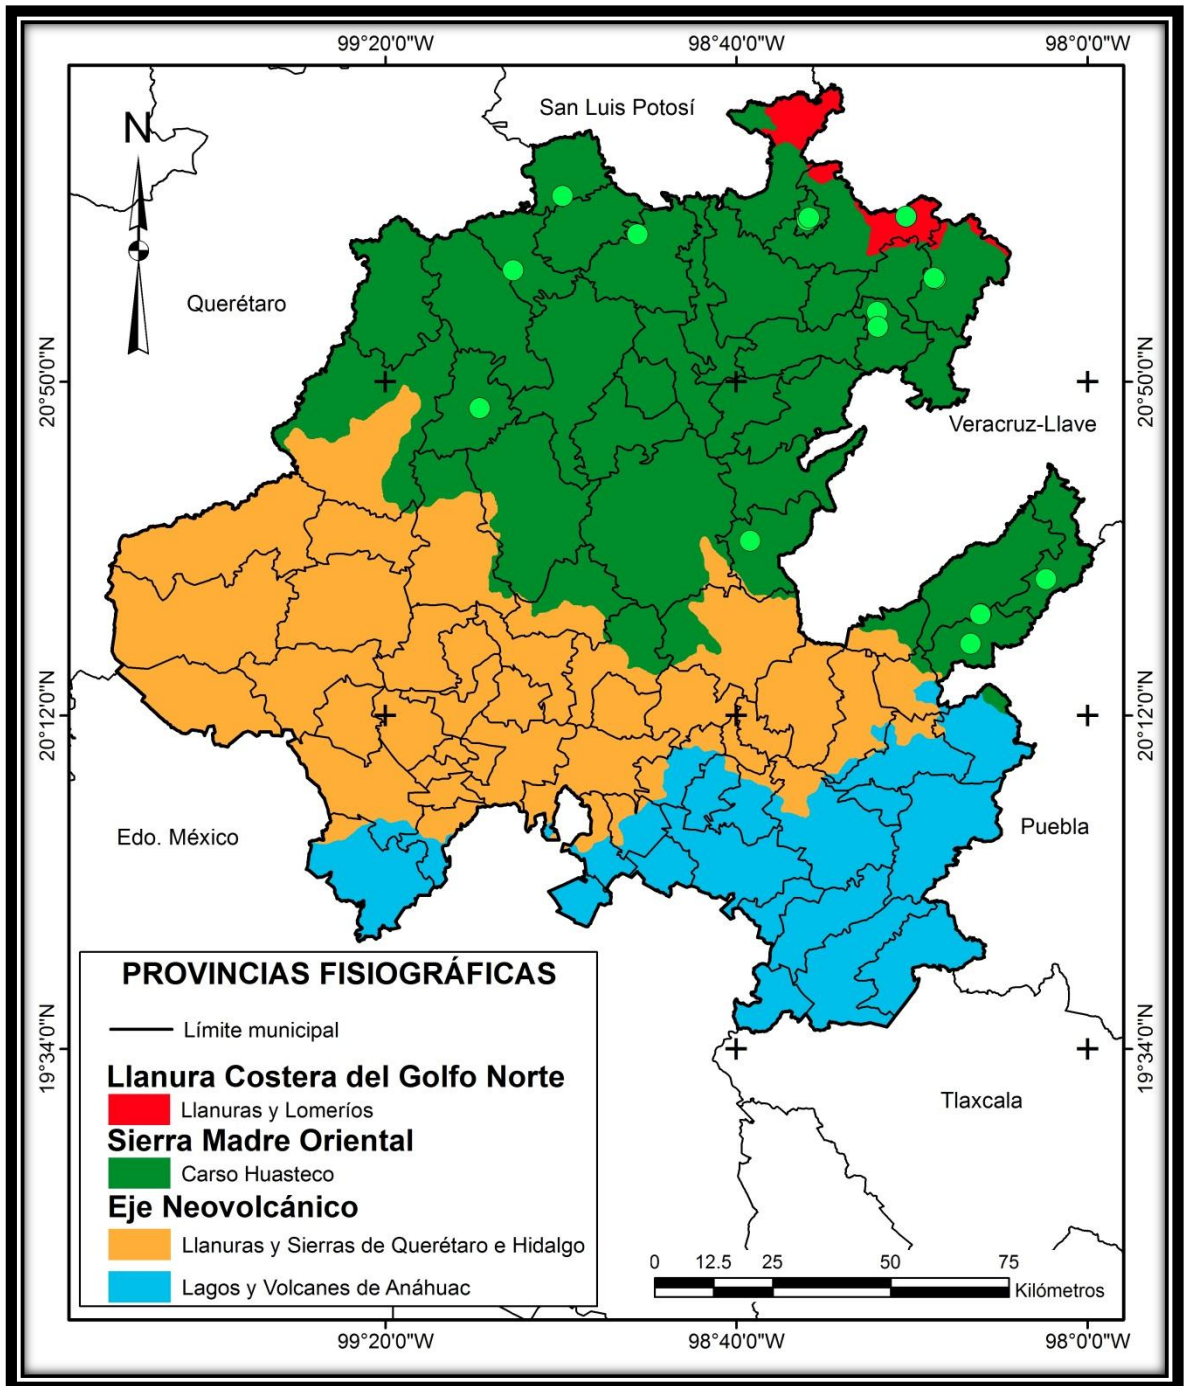 99°20'0"W
98°40'0"W
98°0'0"W
San Luis Potosí
N
Querétaro
20°50'0"N
20°50'0"N
Veracruz-Llave
20°12'0"N
20°12'0"N
Edo. México
Puebla
PROVINCIAS FISIOGRÁFICAS
Límite municipal
Llanura Costera del Golfo Norte
Llanuras y Lomeríos
Sierra Madre Oriental
Carso Huasteco
Eje Neovolcánico
Llanuras y Sierras de Querétaro e Hidalgo
Lagos y Volcanes de Anáhuac
19°34'0"N
19°34'0"N
Tlaxcala
0 12.5 25 50 75
Kilómetros
99°20'0"W
98°40'0"W
98°0'0"W